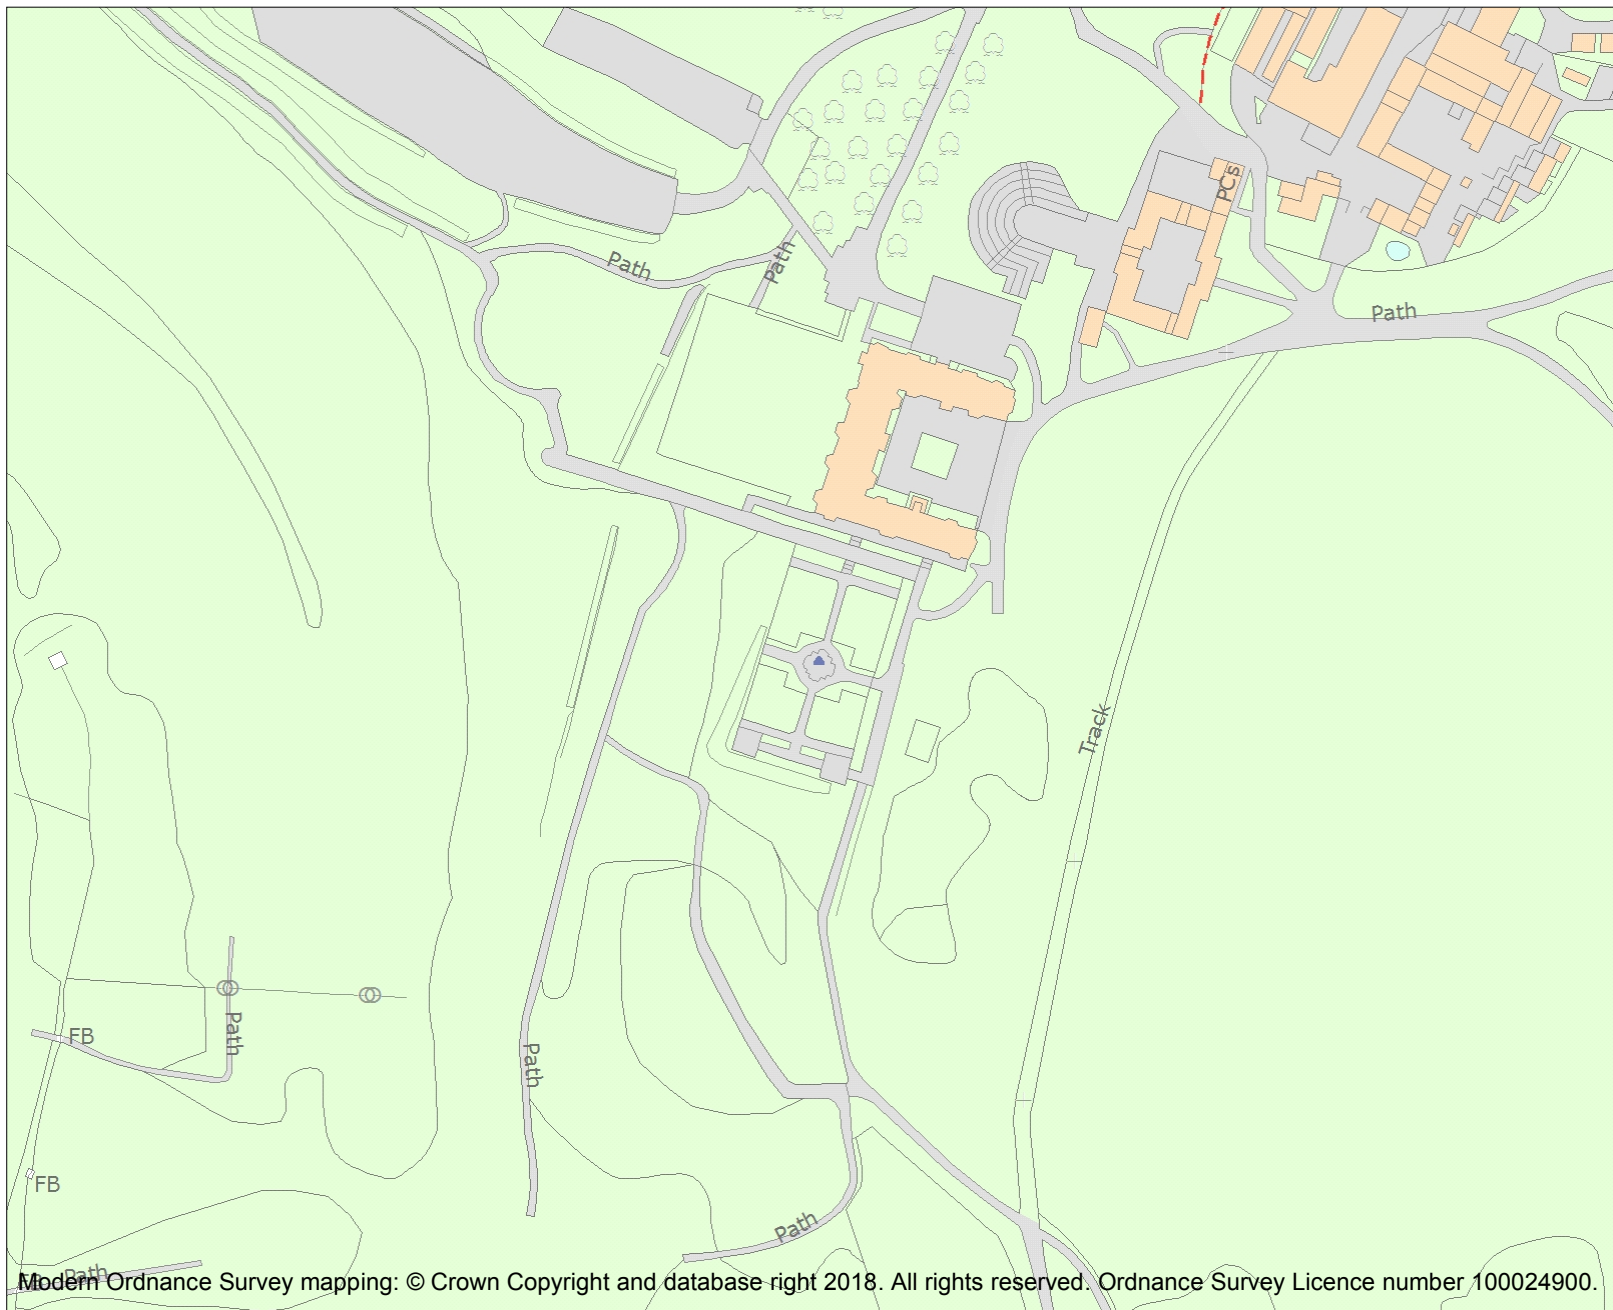 PCs
Path
Path
Path
Track
Path
FB
Path
FB
Path
Path
Modern Ordnance Survey mapping: © Crown Copyright and database right 2018. All rights reserved. Ordnance Survey Licence number 100024900.